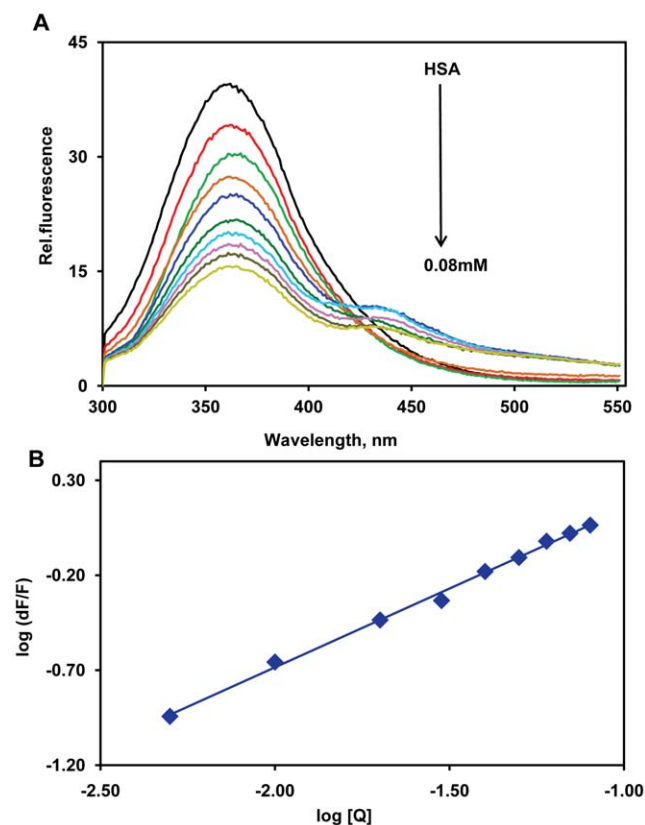 A
45
30
15
0
Rel.fluorescence
HSA
0.08mM
300 350 400 450 500 550
Wavelength, nm
B
0.30
-0.20
-0.70
-1.20
log (dF/F)
-2.50 -2.00 -1.50 -1.00
log [Q]